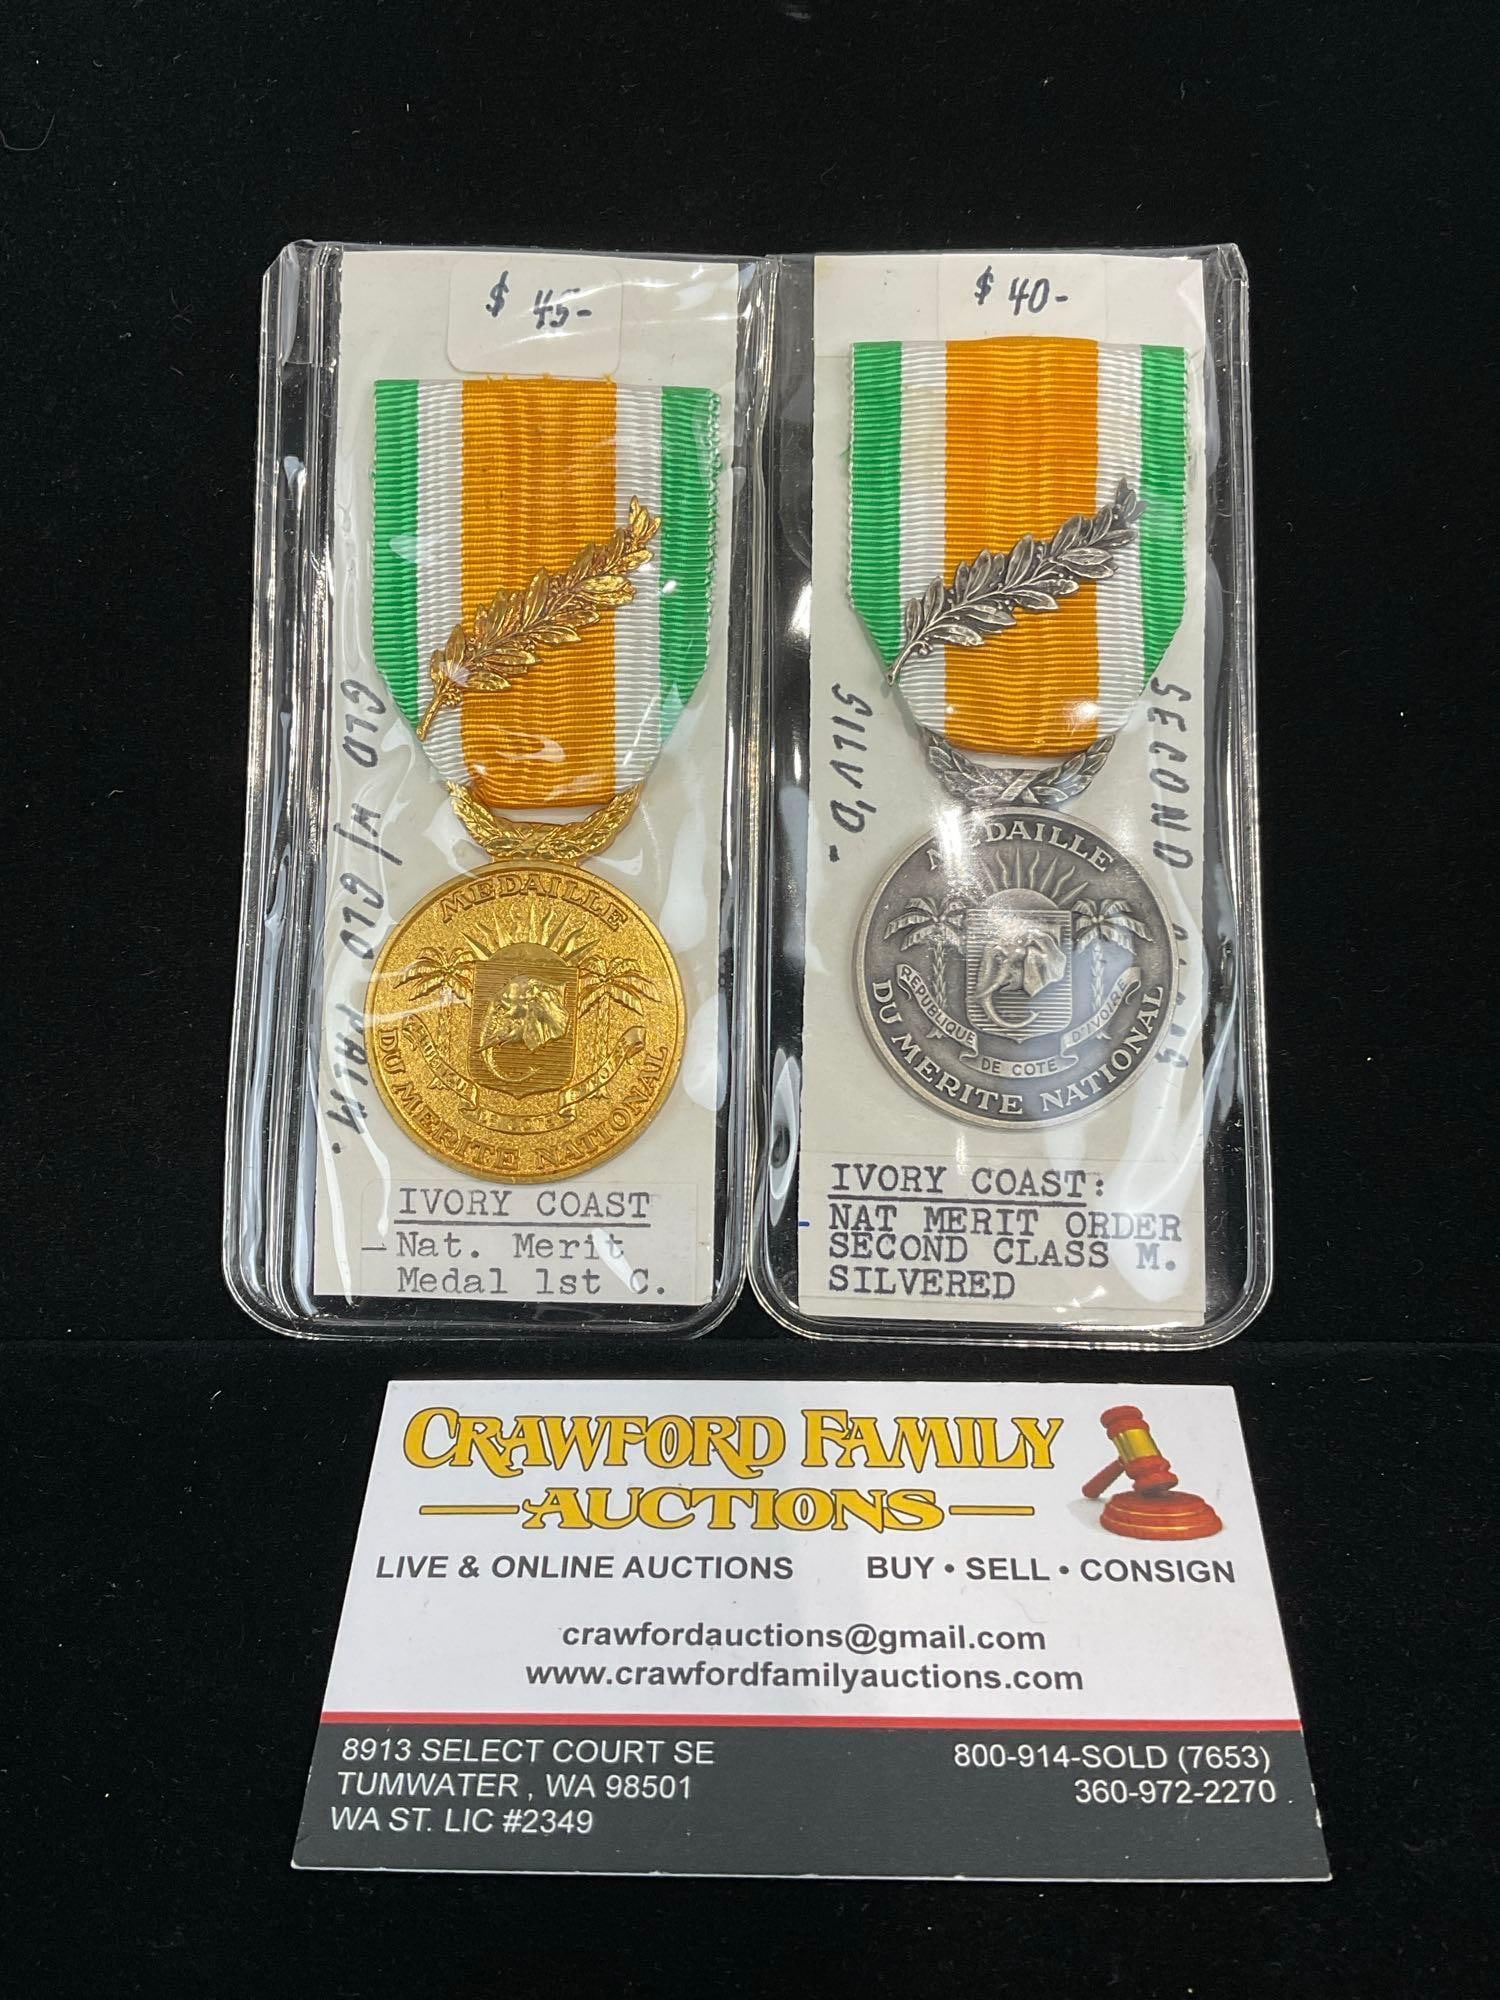 $ 45-
GLD W/ GLD PALM.
MEDAILLE
DU MERITE NATIONAL
IVORY COAST
- Nat. Merit
Medal 1st C.
$ 40-
SILV'D.
SECOND
MEDAILLE
REPUBLIQUE DE COTE D'IVOIRE
DU MERITE NATIONAL
IVORY COAST:
- NAT MERIT ORDER
SECOND CLASS M.
SILVERED
CRAWFORD FAMILY
AUCTIONS
LIVE & ONLINE AUCTIONS BUY • SELL • CONSIGN
crawfordauctions@gmail.com
www.crawfordfamilyauctions.com
8913 SELECT COURT SE
TUMWATER, WA 98501
WA ST. LIC #2349
800-914-SOLD (7653)
360-972-2270